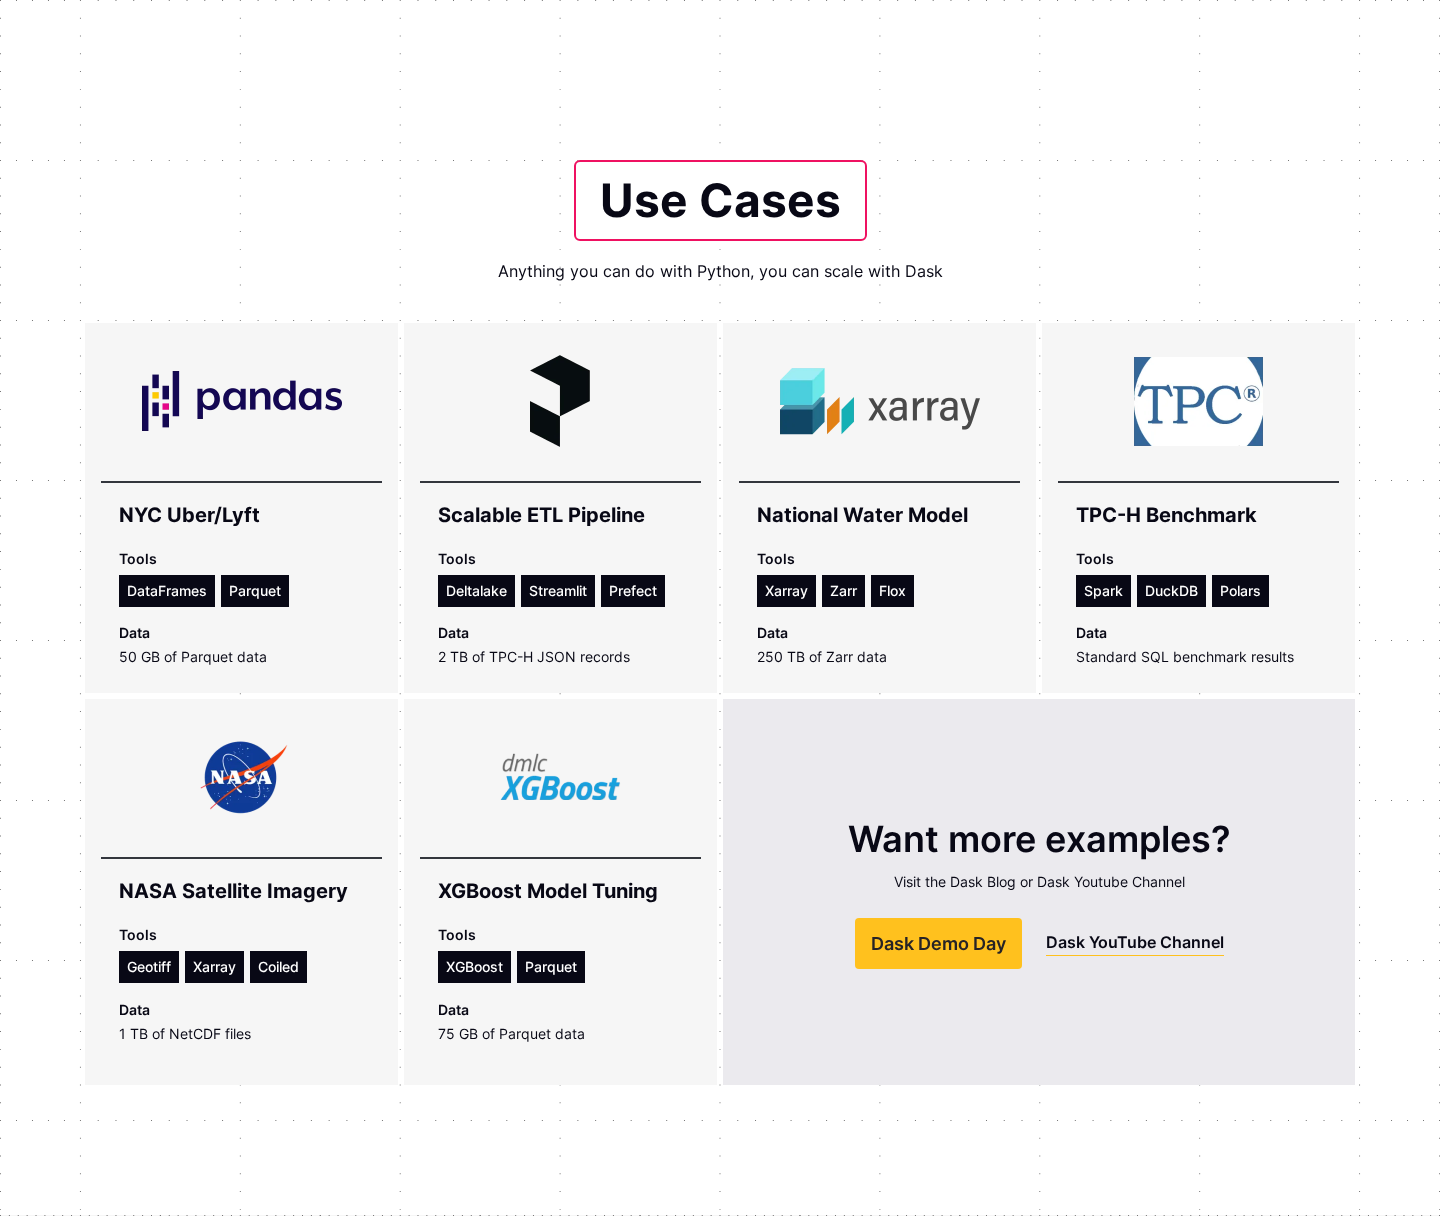 Use Cases
Anything you can do with Python, you can scale with Dask
pandas
NYC Uber/Lyft
Tools
DataFrames Parquet
Data
50 GB of Parquet data
Scalable ETL Pipeline
Tools
Deltalake Streamlit Prefect
Data
2 TB of TPC-H JSON records
xarray
National Water Model
Tools
Xarray Zarr Flox
Data
250 TB of Zarr data
TPC®
TPC-H Benchmark
Tools
Spark DuckDB Polars
Data
Standard SQL benchmark results
NASA
NASA Satellite Imagery
Tools
Geotiff Xarray Coiled
Data
1 TB of NetCDF files
dmlc
XGBoost
XGBoost Model Tuning
Tools
XGBoost Parquet
Data
75 GB of Parquet data
Want more examples?
Visit the Dask Blog or Dask Youtube Channel
Dask Demo Day Dask YouTube Channel